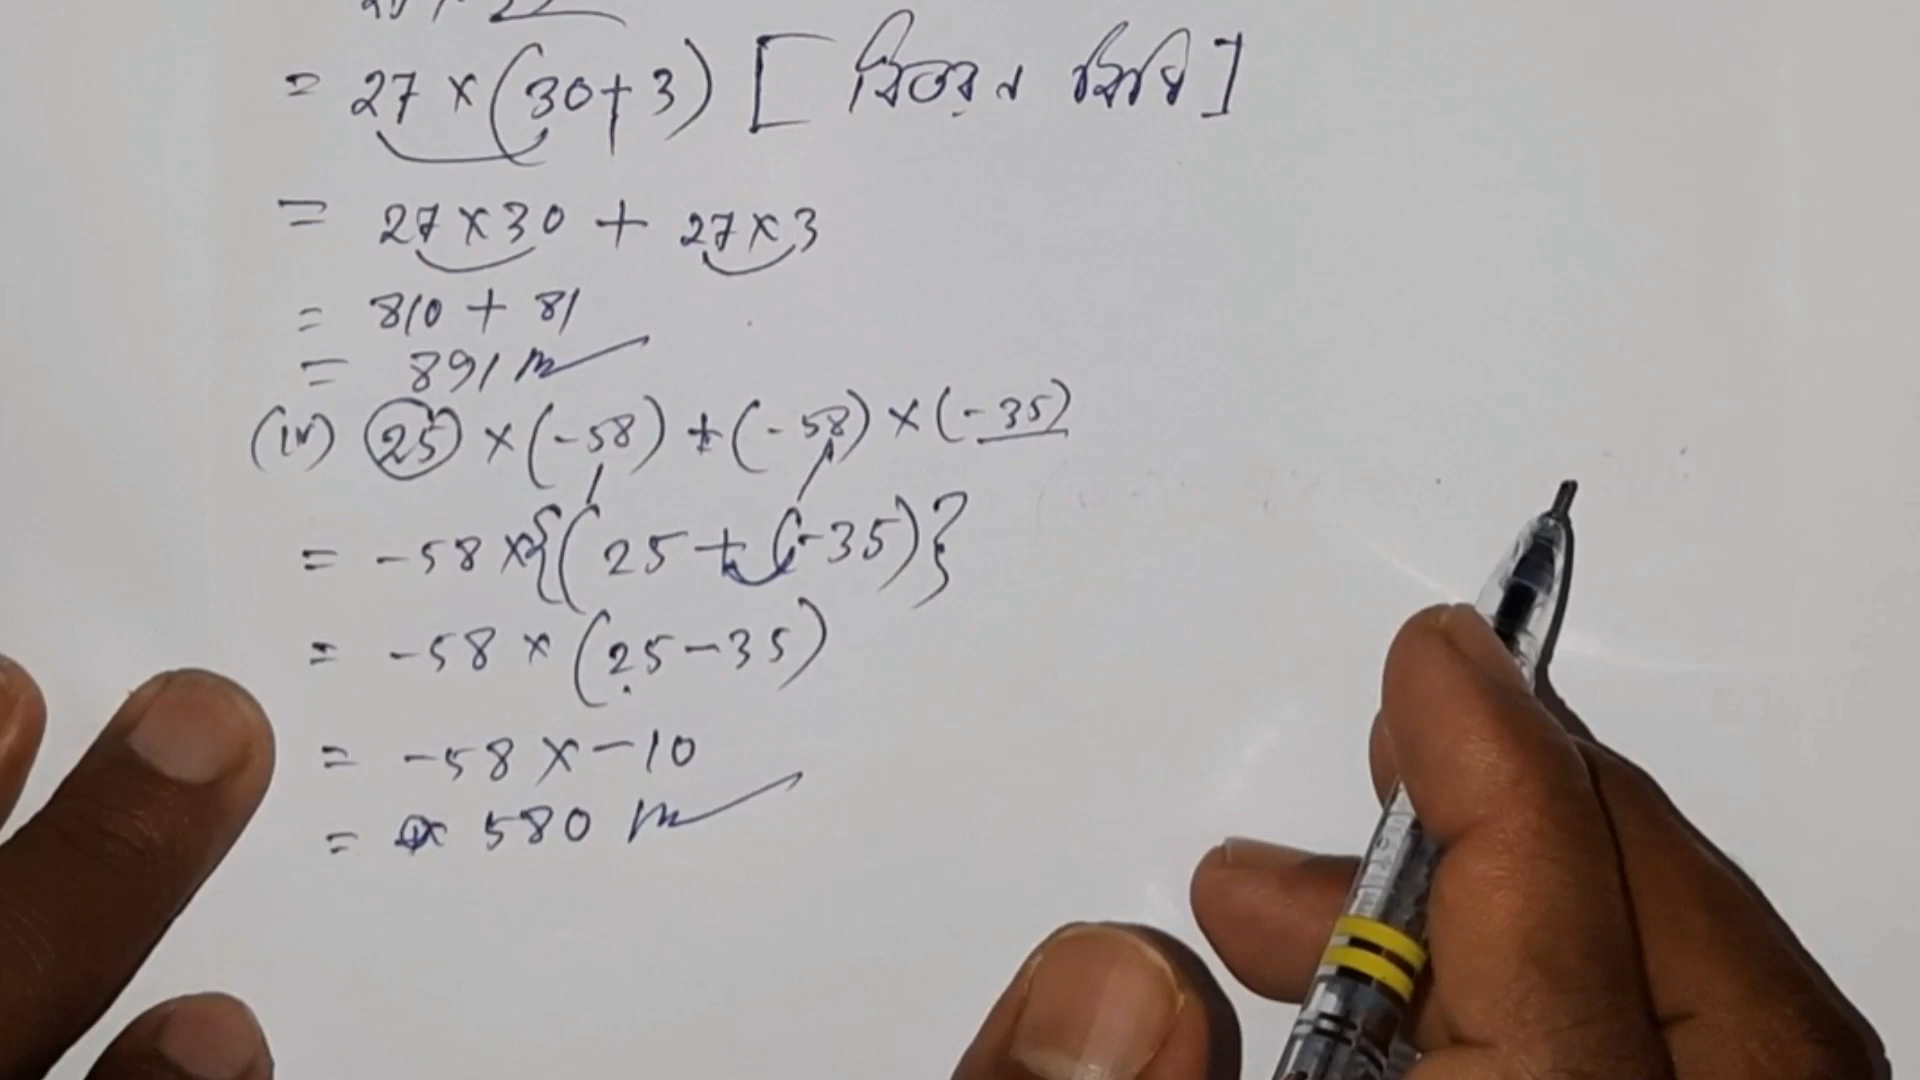 = 27 × (30+3) [ বিতরণ বিধি ]
= 27×30 + 27×3
= 810 + 81
= 891
(iv) 25 × (-58) + (-58) × (-35)
= -58 ×{(25+(-35)}
= -58 × (25-35)
= -58 × -10
= 580